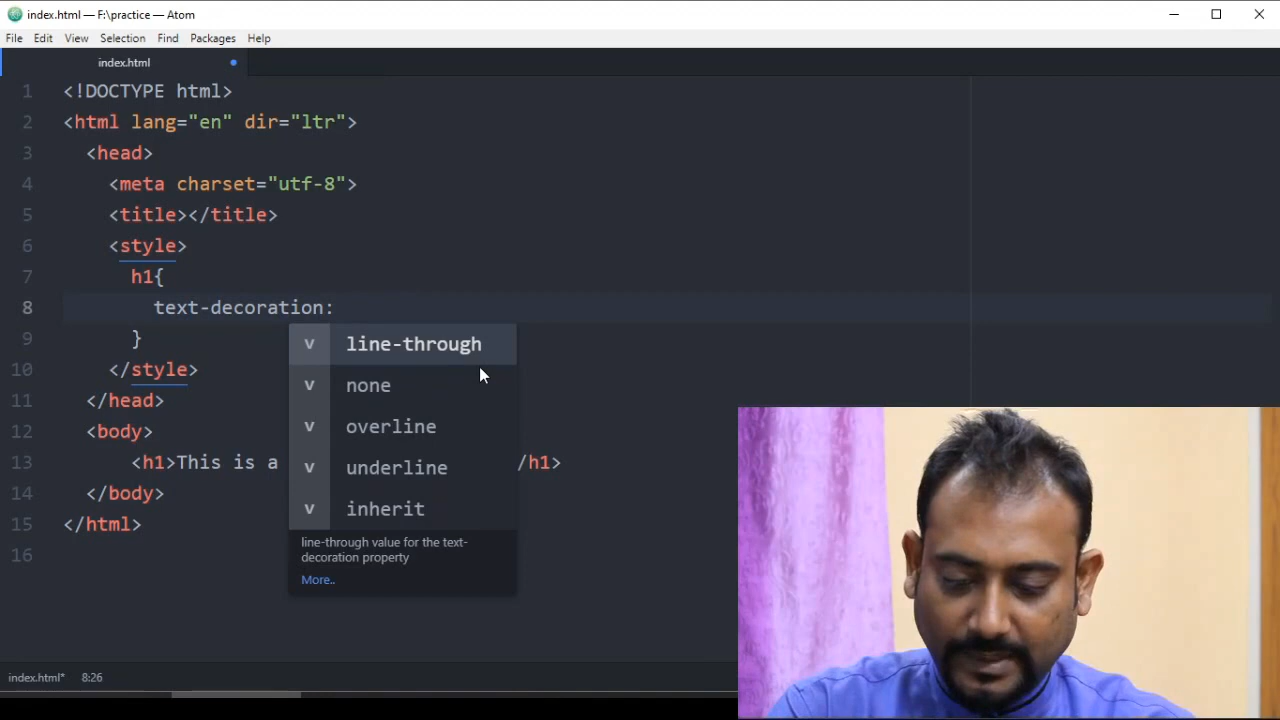 index.html — F:\practice — Atom
File Edit View Selection Find Packages Help
index.html
1 <!DOCTYPE html>
2 <html lang="en" dir="ltr">
3 <head>
4 <meta charset="utf-8">
5 <title></title>
6 <style>
7 h1{
8 text-decoration:
9 }
10 </style>
11 </head>
12 <body>
13 <h1>This is a /h1>
14 </body>
15 </html>
16
v line-through
v none
v overline
v underline
v inherit
line-through value for the text-
decoration property
More..
index.html* 8:26